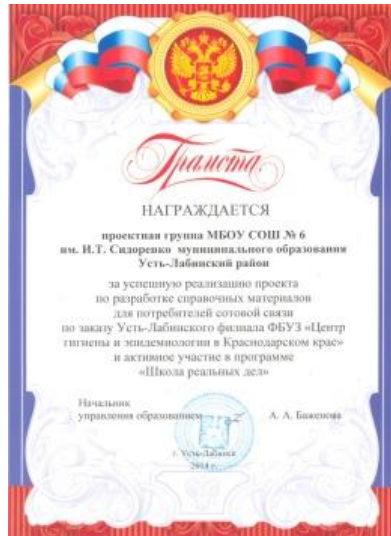 Грамота
НАГРАЖДАЕТСЯ
проектная группа МБОУ СОШ № 6
им. И.Т. Сидоренко муниципального образования
Усть-Лабинский район
за успешную реализацию проекта
по разработке справочных материалов
для потребителей сотовой связи
по заказу Усть-Лабинского филиала ФБУЗ «Центр
гигиены и эпидемиологии в Краснодарском крае»
и активное участие в программе
«Школа реальных дел»
Начальник
управления образованием А. А. Баженова
г. Усть-Лабинск
2014 г.